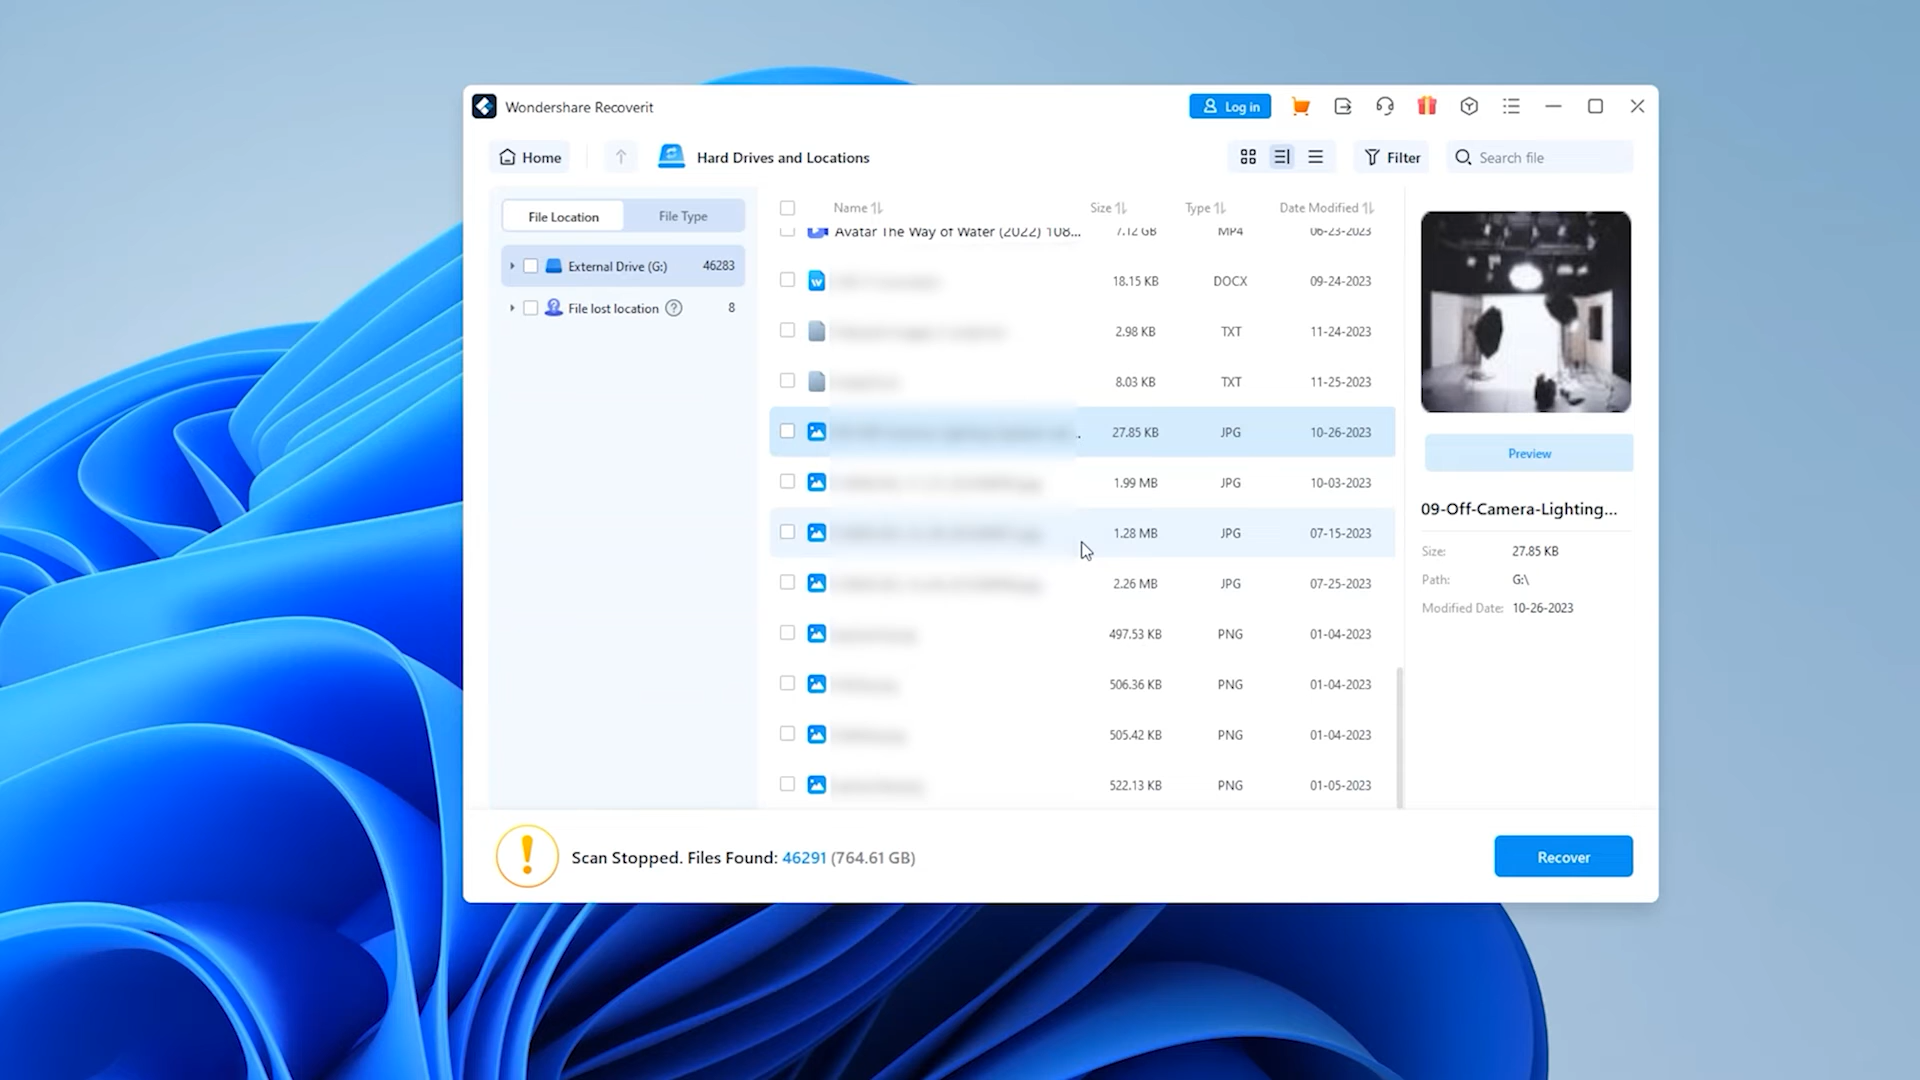 Wondershare Recoverit
Log in
Home
Hard Drives and Locations
Filter
Search file
File Location
File Type
Name
Size
Type
Date Modified
External Drive (G:)
46283
File lost location
8
Avatar The Way of Water (2022) 108...
7.12 GB
MP4
06-23-2023
18.15 KB
DOCX
09-24-2023
2.98 KB
TXT
11-24-2023
8.03 KB
TXT
11-25-2023
27.85 KB
JPG
10-26-2023
1.99 MB
JPG
10-03-2023
1.28 MB
JPG
07-15-2023
2.26 MB
JPG
07-25-2023
497.53 KB
PNG
01-04-2023
506.36 KB
PNG
01-04-2023
505.42 KB
PNG
01-04-2023
522.13 KB
PNG
01-05-2023
Preview
09-Off-Camera-Lighting...
Size: 27.85 KB
Path: G:\
Modified Date: 10-26-2023
Scan Stopped. Files Found: 46291 (764.61 GB)
Recover